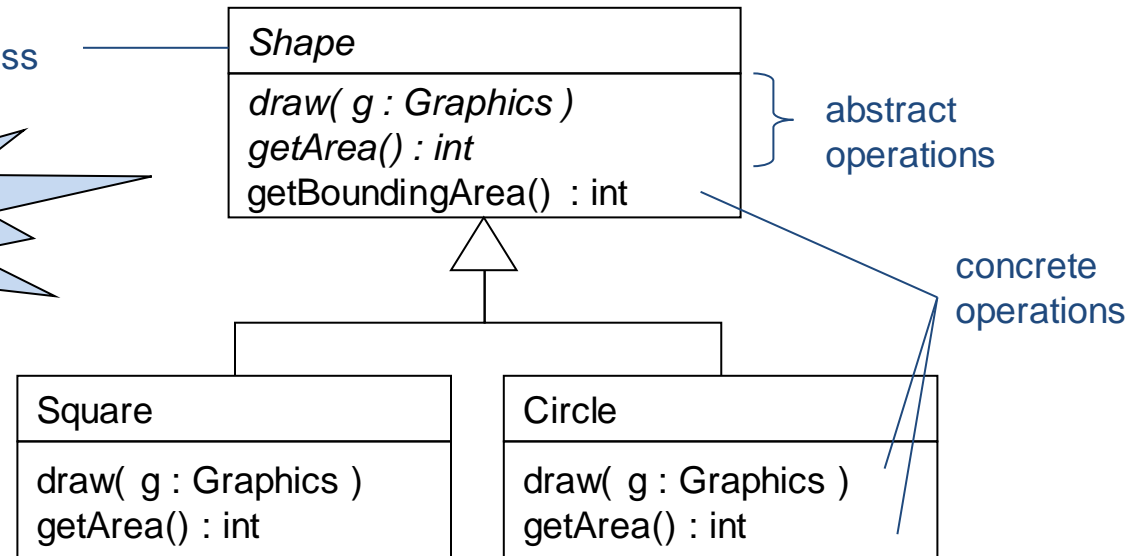 ss
Shape
draw( g : Graphics )
getArea() : int
getBoundingArea() : int
abstract
operations
concrete
operations
Square
draw( g : Graphics )
getArea() : int
Circle
draw( g : Graphics )
getArea() : int